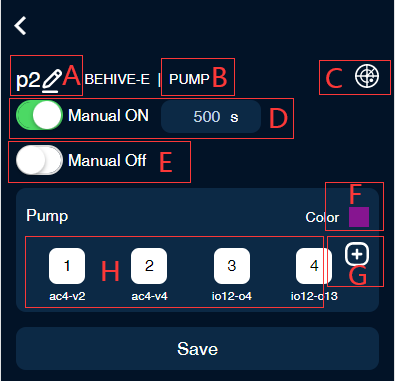 p2 A BEHIVE-E | PUMP B C
Manual ON 500 s D
Manual Off E
F
Pump Color
G
1 H 2 3 4
ac4-v2 ac4-v4 io12-o4 io12-o13
Save